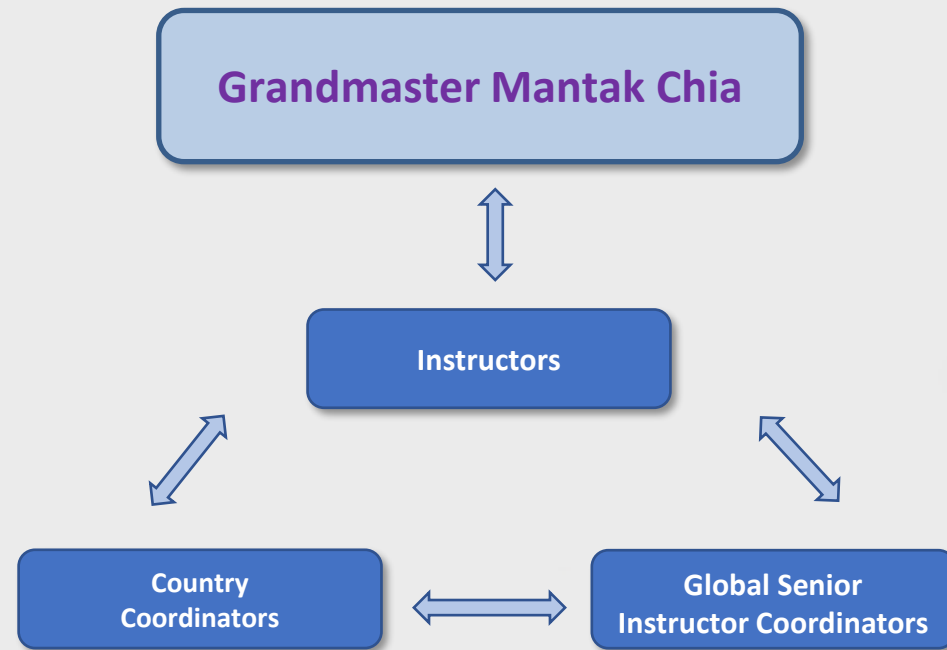 Grandmaster Mantak Chia
Instructors
Country
Coordinators
Global Senior
Instructor Coordinators